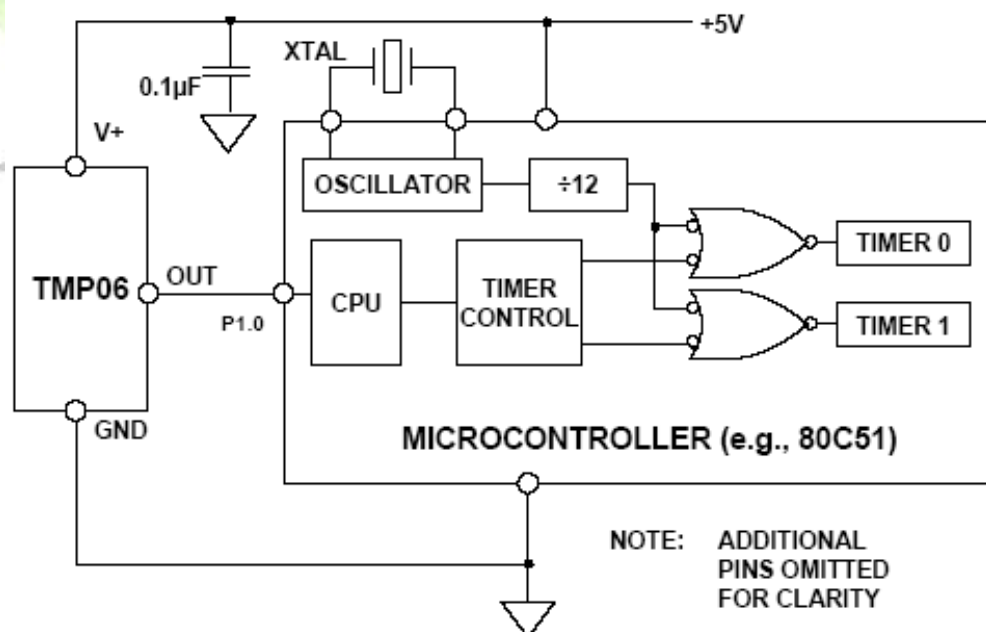 +5V
XTAL
0.1µF
V+
OSCILLATOR
÷12
TIMER 0
TMP06
OUT
P1.0
CPU
TIMER
CONTROL
TIMER 1
GND
MICROCONTROLLER (e.g., 80C51)
NOTE: ADDITIONAL
PINS OMITTED
FOR CLARITY